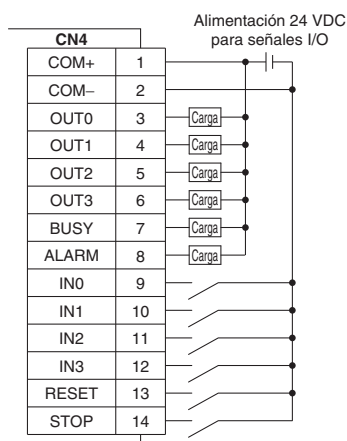 Alimentación 24 VDC
para señales I/O
CN4
COM+ 1
COM– 2
OUT0 3 Carga
OUT1 4 Carga
OUT2 5 Carga
OUT3 6 Carga
BUSY 7 Carga
ALARM 8 Carga
IN0 9
IN1 10
IN2 11
IN3 12
RESET 13
STOP 14